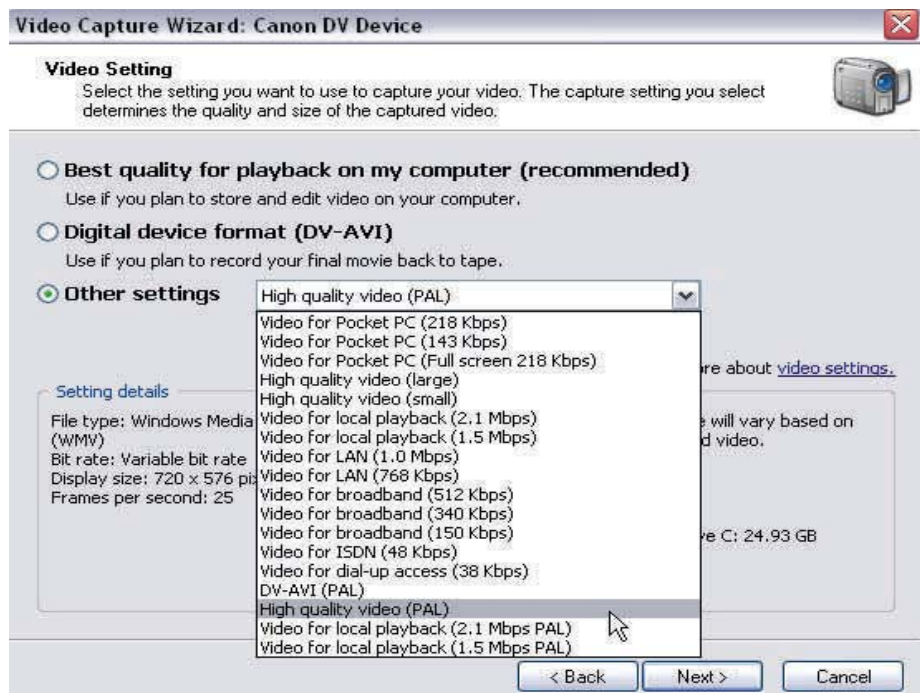 Video Capture Wizard: Canon DV Device
Video Setting
Select the setting you want to use to capture your video. The capture setting you select
determines the quality and size of the captured video.
Best quality for playback on my computer (recommended)
Use if you plan to store and edit video on your computer.
Digital device format (DV-AVI)
Use if you plan to record your final movie back to tape.
Other settings
High quality video (PAL)
Video for Pocket PC (218 Kbps)
Video for Pocket PC (143 Kbps)
Video for Pocket PC (Full screen 218 Kbps)
High quality video (large)
High quality video (small)
Video for local playback (2.1 Mbps)
Video for local playback (1.5 Mbps)
Video for LAN (1.0 Mbps)
Video for LAN (768 Kbps)
Video for broadband (512 Kbps)
Video for broadband (340 Kbps)
Video for broadband (150 Kbps)
Video for ISDN (48 Kbps)
Video for dial-up access (38 Kbps)
DV-AVI (PAL)
High quality video (PAL)
Video for local playback (2.1 Mbps PAL)
Video for local playback (1.5 Mbps PAL)
about video settings.
Setting details
File type: Windows Media
(WMV)
Bit rate: Variable bit rate
Display size: 720 x 576
Frames per second: 25
will vary based on
video.
C: 24.93 GB
< Back
Next >
Cancel